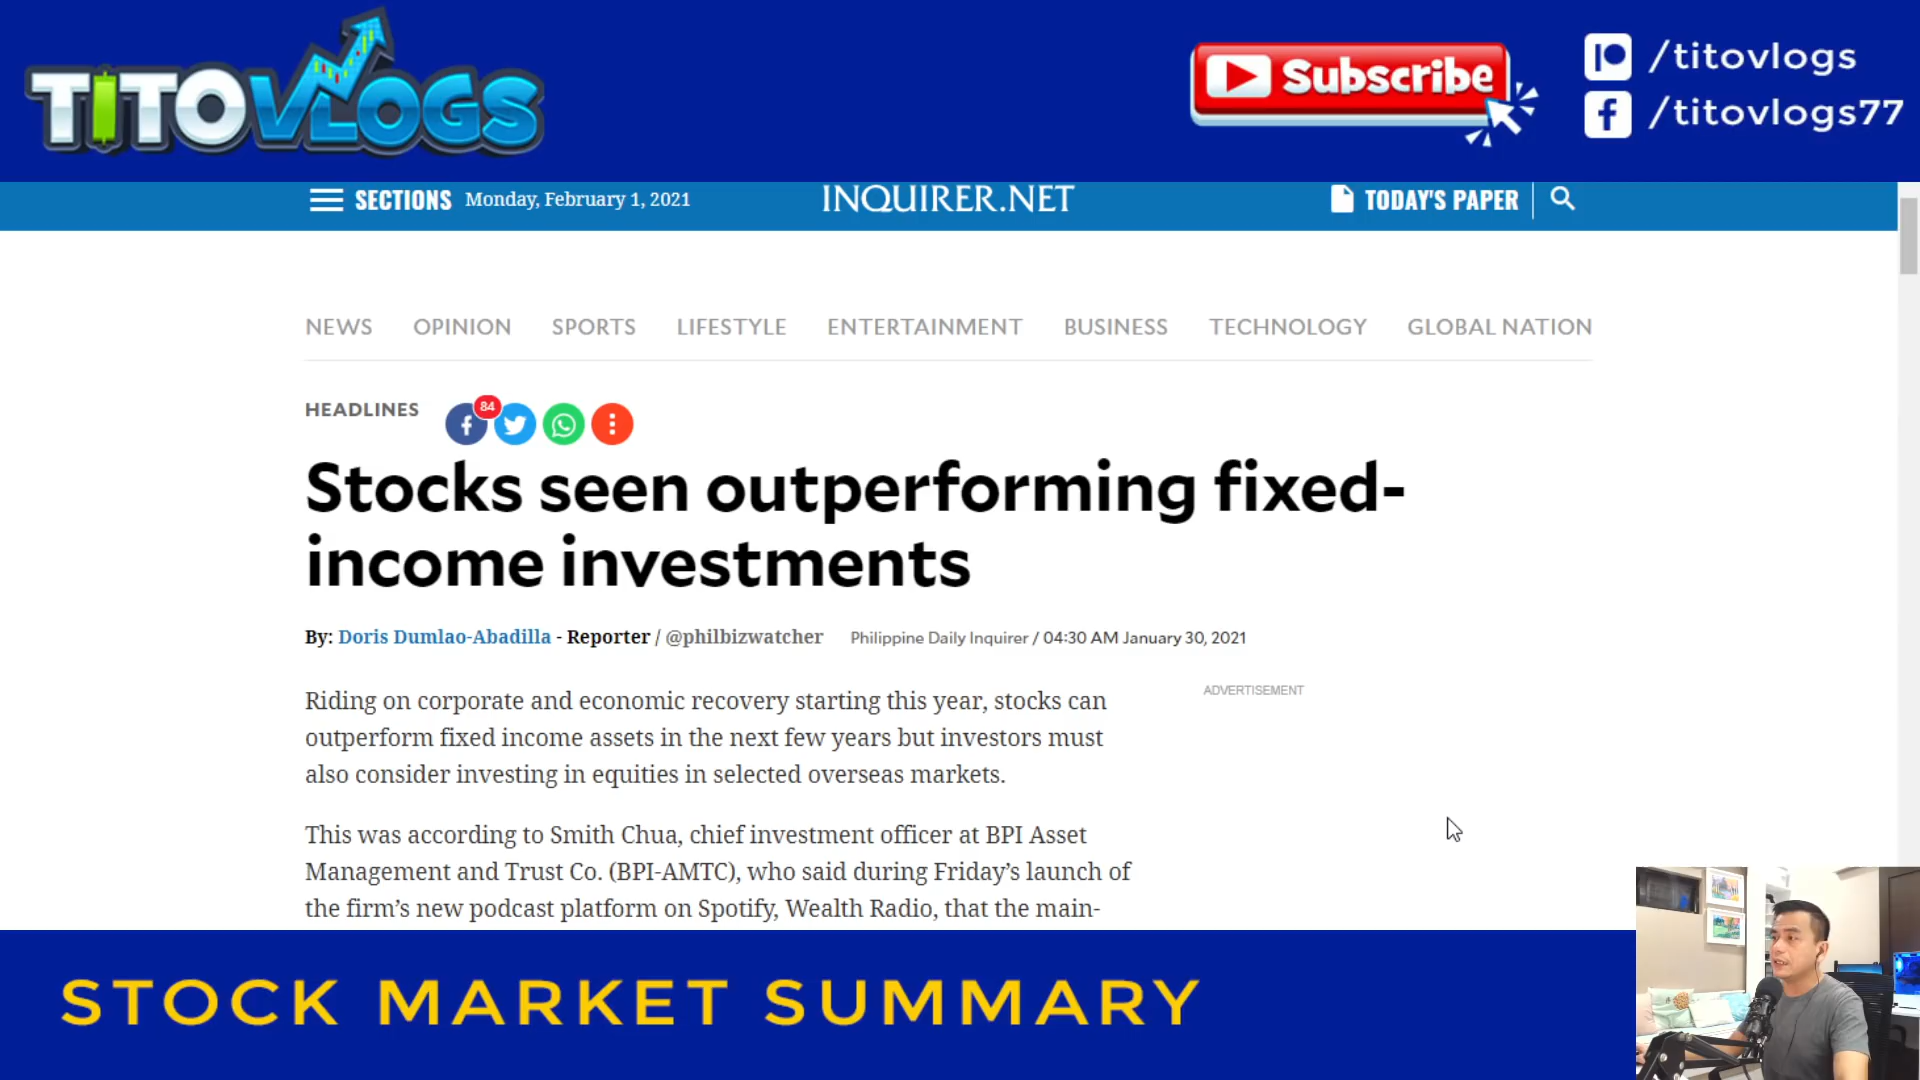 TITOVLOGS
Subscribe
/titovlogs
/titovlogs77
SECTIONS Monday, February 1, 2021 INQUIRER.NET TODAY'S PAPER
NEWS OPINION SPORTS LIFESTYLE ENTERTAINMENT BUSINESS TECHNOLOGY GLOBAL NATION
HEADLINES
84
Stocks seen outperforming fixed-
income investments
By: Doris Dumlao-Abadilla - Reporter / @philbizwatcher Philippine Daily Inquirer / 04:30 AM January 30, 2021
Riding on corporate and economic recovery starting this year, stocks can
outperform fixed income assets in the next few years but investors must
also consider investing in equities in selected overseas markets.
ADVERTISEMENT
This was according to Smith Chua, chief investment officer at BPI Asset
Management and Trust Co. (BPI-AMTC), who said during Friday’s launch of
the firm’s new podcast platform on Spotify, Wealth Radio, that the main-
STOCK MARKET SUMMARY